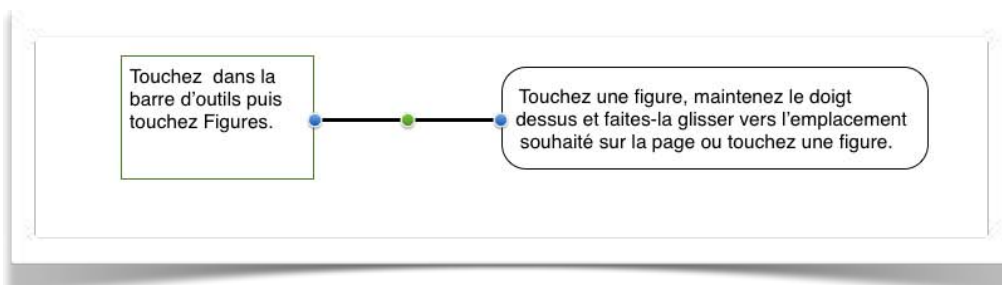 Touchez  dans la
barre d'outils puis
touchez Figures.
Touchez une figure, maintenez le doigt
dessus et faites-la glisser vers l'emplacement
souhaité sur la page ou touchez une figure.